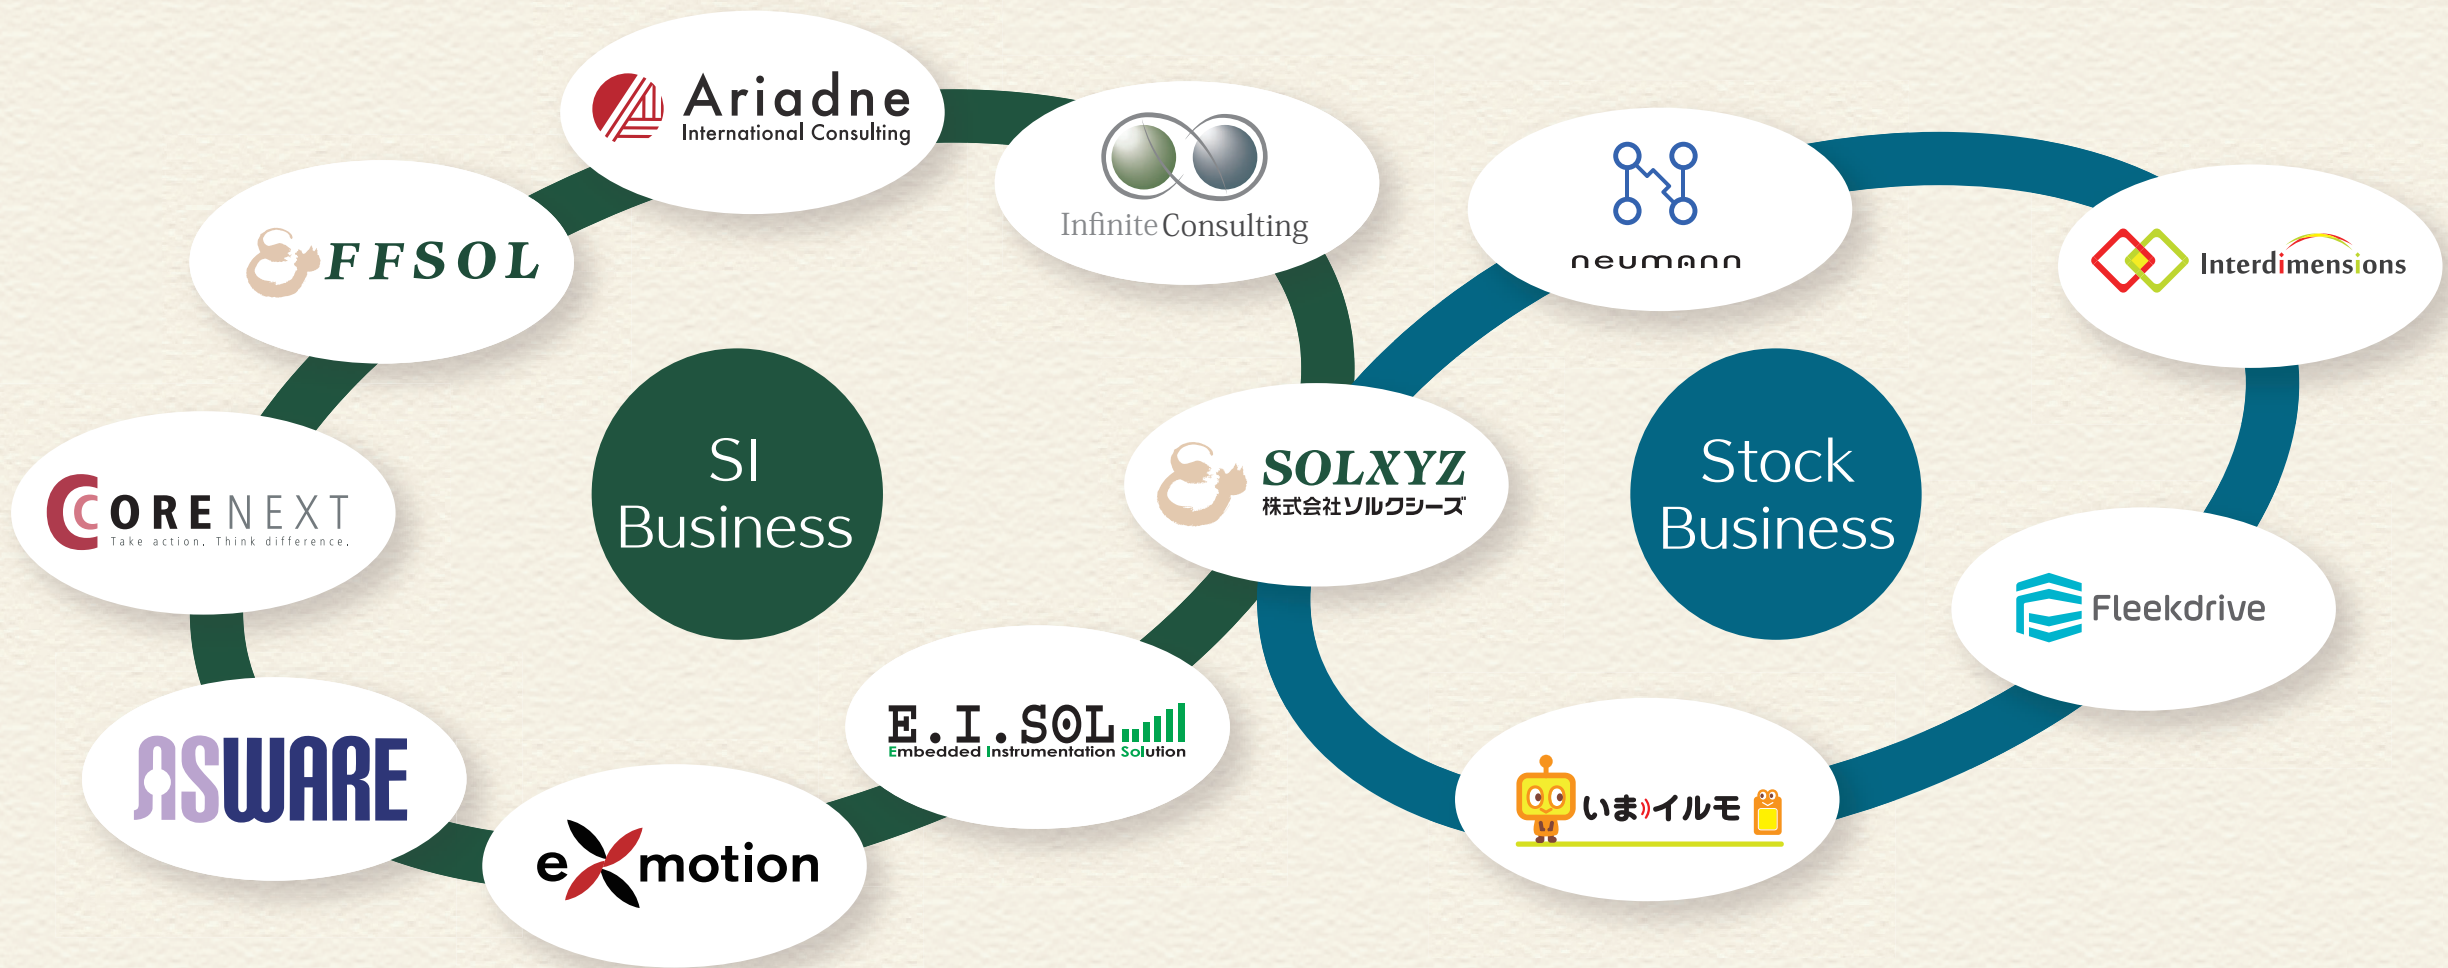 Ariadne
International Consulting
Infinite Consulting
FFSOL
CORENEXT
Take action. Think difference.
ASWARE
eXmotion
E.I.SOL
Embedded Instrumentation Solution
SI
Business
SOLXYZ
株式会社ソルクシーズ
neumann
Interdimensions
Stock
Business
Fleekdrive
いまイルモ